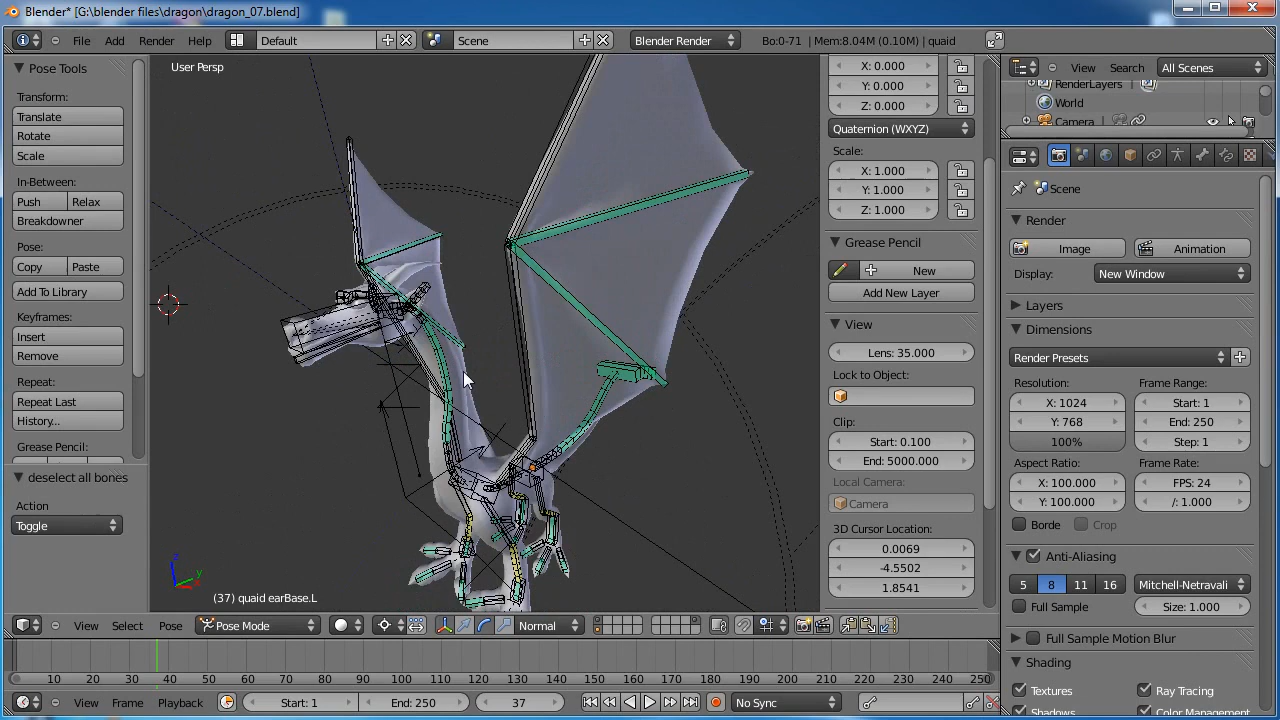 Blender* [G:\blender files\dragon\dragon_07.blend]
File Add Render Help Default Scene Blender Render Bo:0-71 | Mem:8.04M (0.10M) | quaid
View Search All Scenes
RenderLayers
World
Camera
Pose Tools
Transform:
Translate
Rotate
Scale
In-Between:
Push Relax
Breakdowner
Pose:
Copy Paste
Add To Library
Keyframes:
Insert
Remove
Repeat:
Repeat Last
History...
Grease Pencil:
deselect all bones
Action
Toggle
User Persp
(37) quaid earBase.L
X: 0.000
Y: 0.000
Z: 0.000
Quaternion (WXYZ)
Scale:
X: 1.000
Y: 1.000
Z: 1.000
Grease Pencil
New
Add New Layer
View
Lens: 35.000
Lock to Object:
Clip:
Start: 0.100
End: 5000.000
Local Camera:
Camera
3D Cursor Location:
0.0069
-4.5502
1.8541
Scene
Render
Image Animation
Display: New Window
Layers
Dimensions
Render Presets
Resolution: Frame Range:
X: 1024 Start: 1
Y: 768 End: 250
100% Step: 1
Aspect Ratio: Frame Rate:
X: 100.000 FPS: 24
Y: 100.000 /: 1.000
Borde Crop
Anti-Aliasing
5 8 11 16 Mitchell-Netravali
Full Sample Size: 1.000
Full Sample Motion Blur
Shading
Textures Ray Tracing
Shadows Color Management
View Select Pose Pose Mode Normal
10 20 30 40 50 60 70 80 90 100 110 120 130 140 150 160 170 180 190 200 210 220 230 240 250
View Frame Playback Start: 1 End: 250 37 No Sync